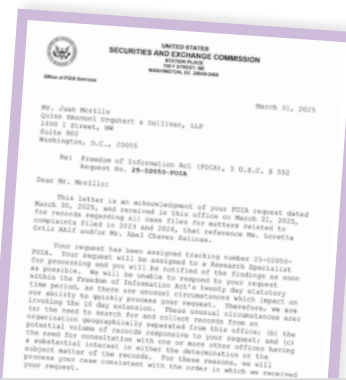 UNITED STATES
SECURITIES AND EXCHANGE COMMISSION
STATION PLACE
100 F STREET, NE
WASHINGTON, DC 20549-2465
Office of FOIA Services
March 31, 2025
Mr. Juan Morillo
Quinn Emanuel Urquhart & Sullivan, LLP
1300 I Street, NW
Suite 900
Washington, D.C., 20005
Re: Freedom of Information Act (FOIA), 5 U.S.C. § 552
Request No. 25-02050-FOIA
Dear Mr. Morillo:
This letter is an acknowledgment of your FOIA request dated
March 30, 2025, and received in this office on March 31, 2025,
for records regarding all case files for matters related to
complaints filed in 2023 and 2024, that reference Ms. Loretta
Ortiz Ahlf and/or Mr. Abel Chavez Salinas.
Your request has been assigned tracking number 25-02050-
FOIA. Your request will be assigned to a Research Specialist
for processing and you will be notified of the findings as soon
as possible. We will be unable to respond to your request
within the Freedom of Information Act's twenty day statutory
time period, as there are unusual circumstances which impact on
our ability to quickly process your request. Therefore, we are
invoking the 10 day extension. These unusual circumstances are:
(a) the need to search for and collect records from an
organization geographically separated from this office; (b) the
potential volume of records responsive to your request; and (c)
the need for consultation with one or more other offices having
a substantial interest in either the determination or the
subject matter of the records. For these reasons, we will
process your case consistent with the order in which we received
your request.